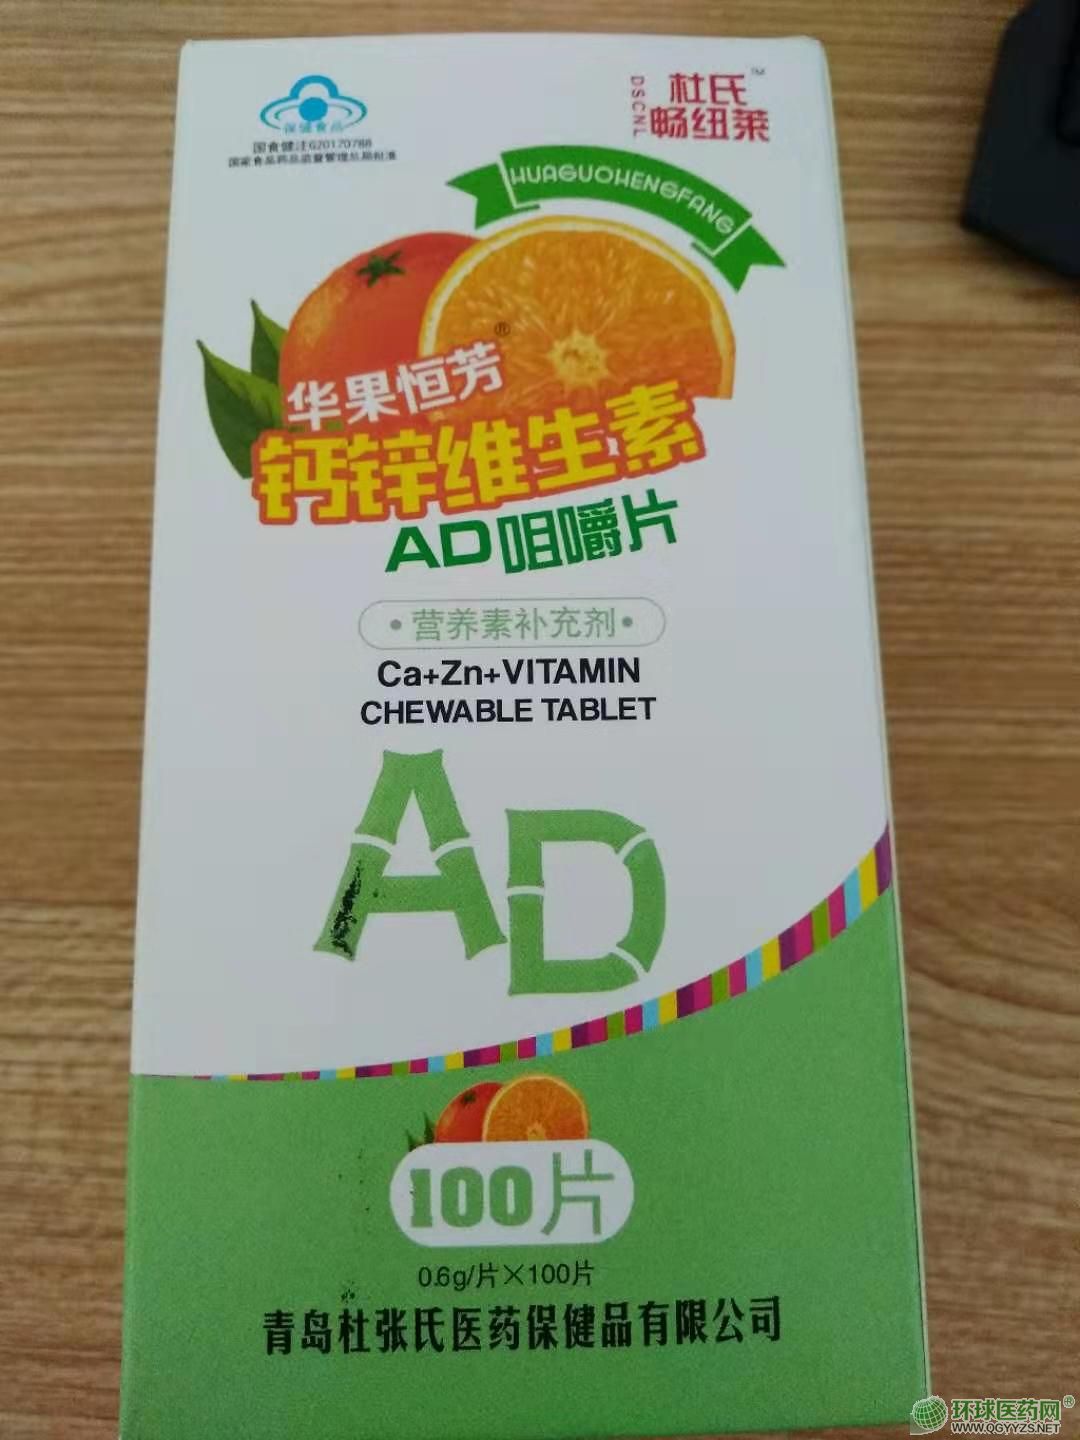 保健食品
国食健注G20170788
国家食品药品监督管理总局批准
DSCNL
杜氏™
畅纽莱
HUAGUOHENGFANG
华果恒芳®
钙锌维生素
AD咀嚼片
·营养素补充剂·
Ca+Zn+VITAMIN
CHEWABLE TABLET
AD
100片
0.6g/片×100片
青岛杜张氏医药保健品有限公司
环球医药网®
WWW.QGYYZS.NET